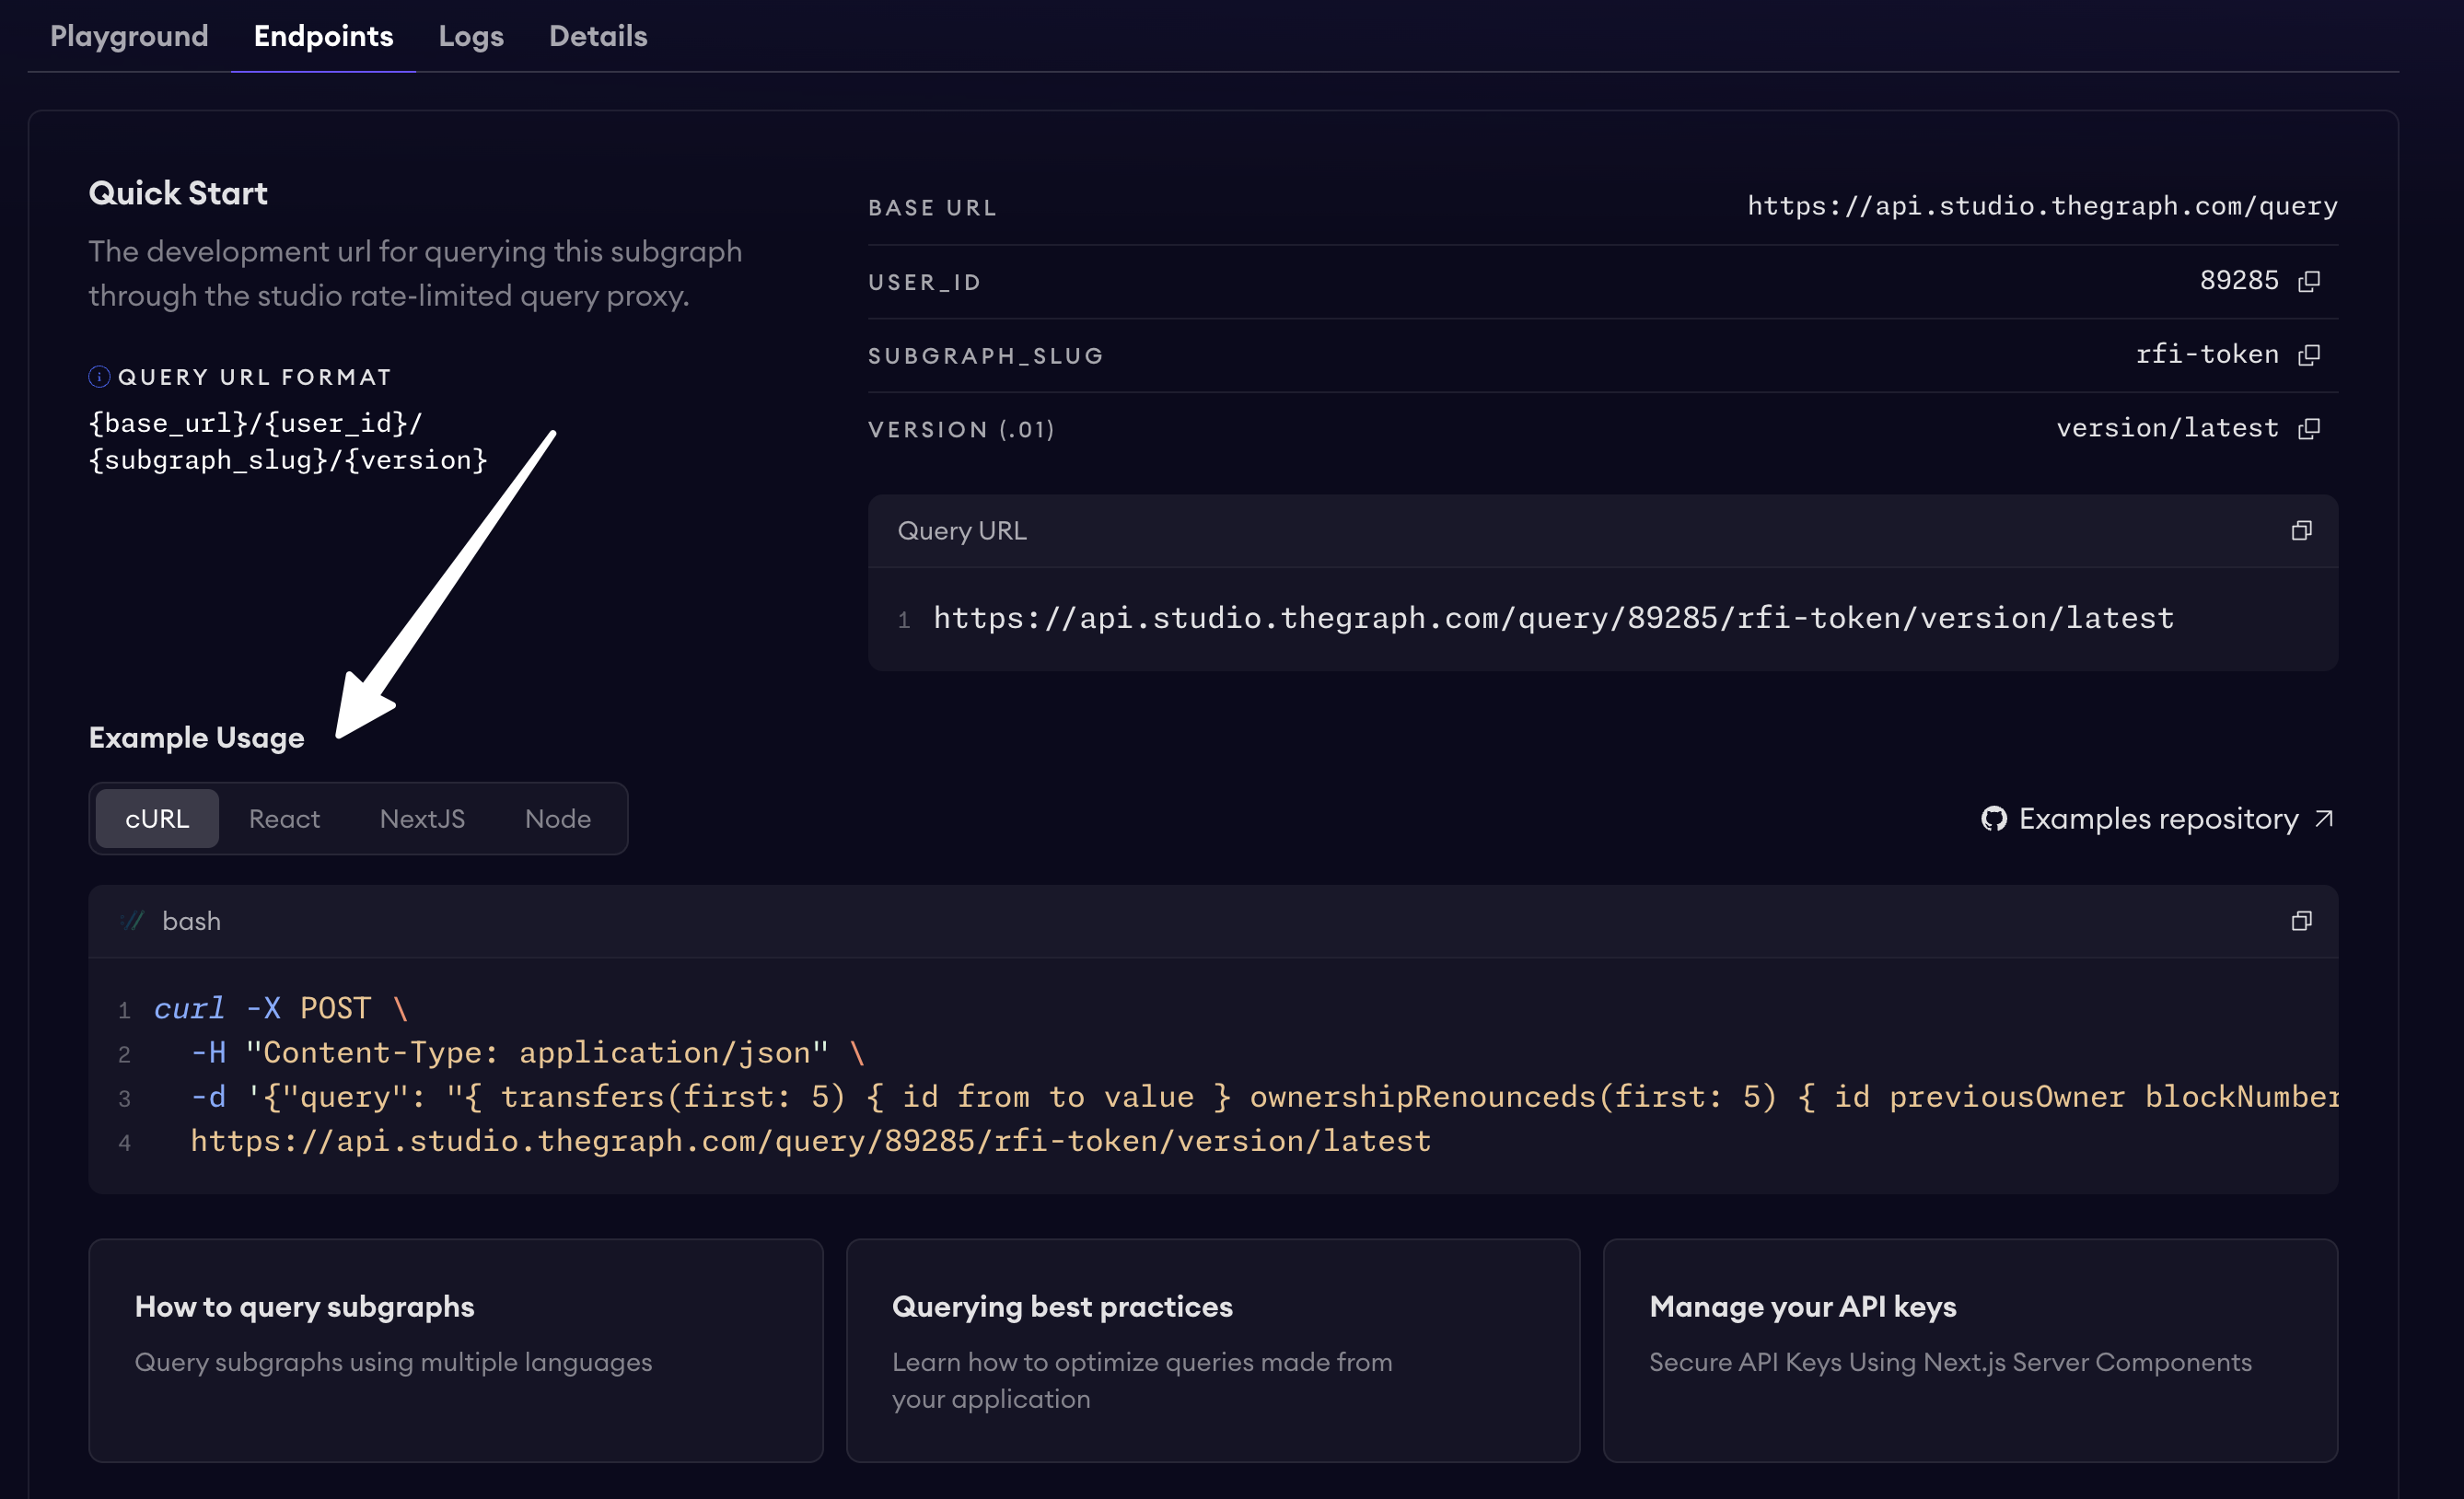 Playground Endpoints Logs Details
Quick Start
The development url for querying this subgraph
through the studio rate-limited query proxy.
QUERY URL FORMAT
{base_url}/{user_id}/
{subgraph_slug}/{version}
BASE URL https://api.studio.thegraph.com/query
USER_ID 89285
SUBGRAPH_SLUG rfi-token
VERSION (.01) version/latest
Query URL
1 https://api.studio.thegraph.com/query/89285/rfi-token/version/latest
Example Usage
cURL React NextJS Node
Examples repository
bash
1 curl -X POST \
2 -H "Content-Type: application/json" \
3 -d '{"query": "{ transfers(first: 5) { id from to value } ownershipRenounceds(first: 5) { id previousOwner blockNumber
4 https://api.studio.thegraph.com/query/89285/rfi-token/version/latest
How to query subgraphs
Query subgraphs using multiple languages
Querying best practices
Learn how to optimize queries made from
your application
Manage your API keys
Secure API Keys Using Next.js Server Components